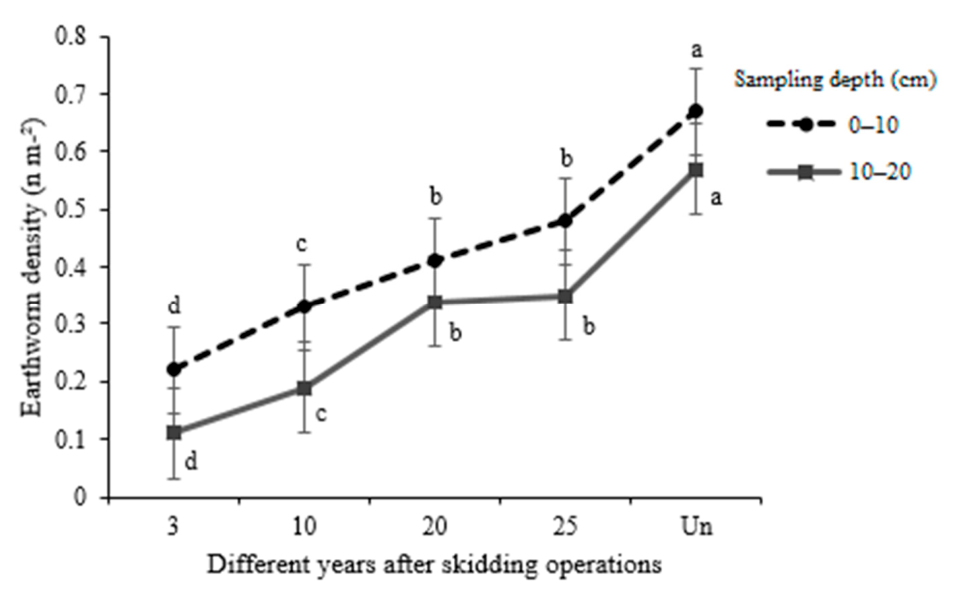 0.8
0.7
0.6
0.5
0.4
0.3
0.2
0.1
0
Earthworm density (n m-²)
d
c
b
b
a
d
c
b
b
a
3 10 20 25 Un
Different years after skidding operations
Sampling depth (cm)
0–10
10–20